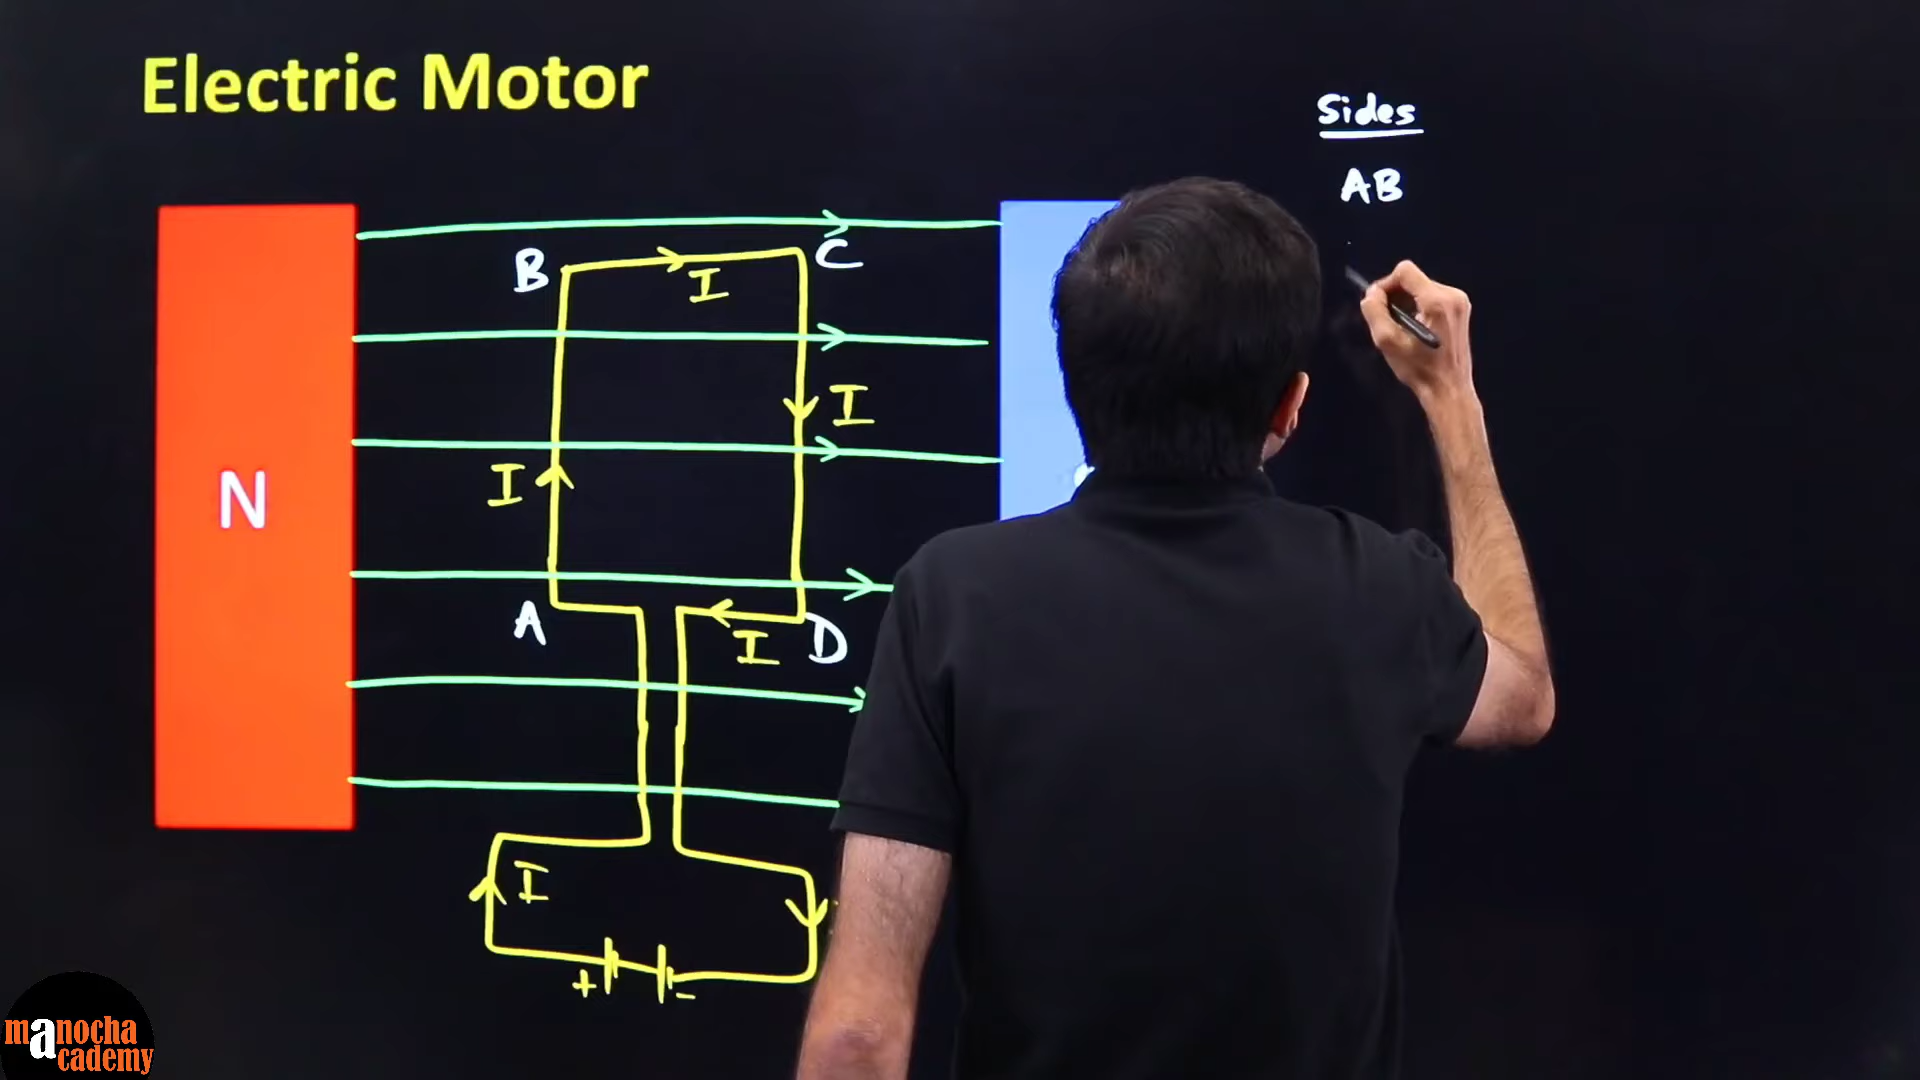 Electric Motor
Sides
AB
B
C
I
I
I
N
A
I
D
I
+
-
manocha
academy